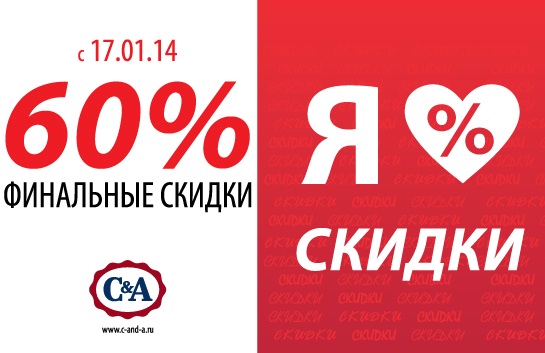 с 17.01.14
60%
ФИНАЛЬНЫЕ СКИДКИ
C&A
www.c-and-a.ru
Я %
СКИДКИ